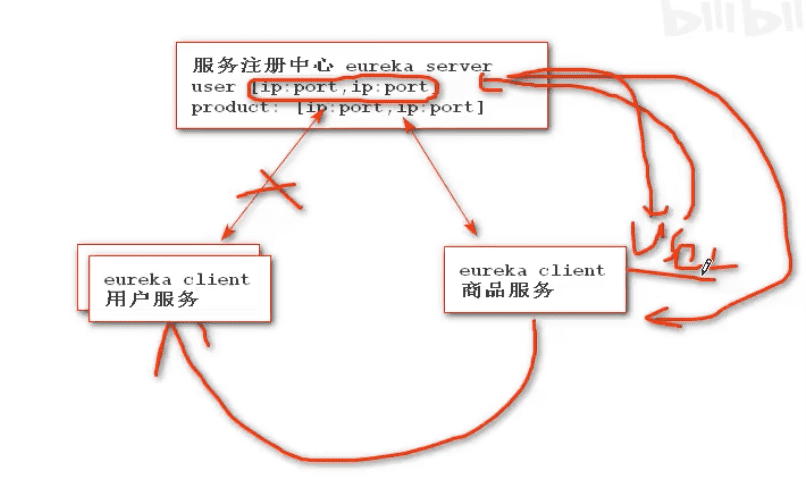 bilibili
服务注册中心 eureka server
user [ip:port,ip:port]
product: [ip:port,ip:port]
eureka client
用户服务
eureka client
商品服务
user